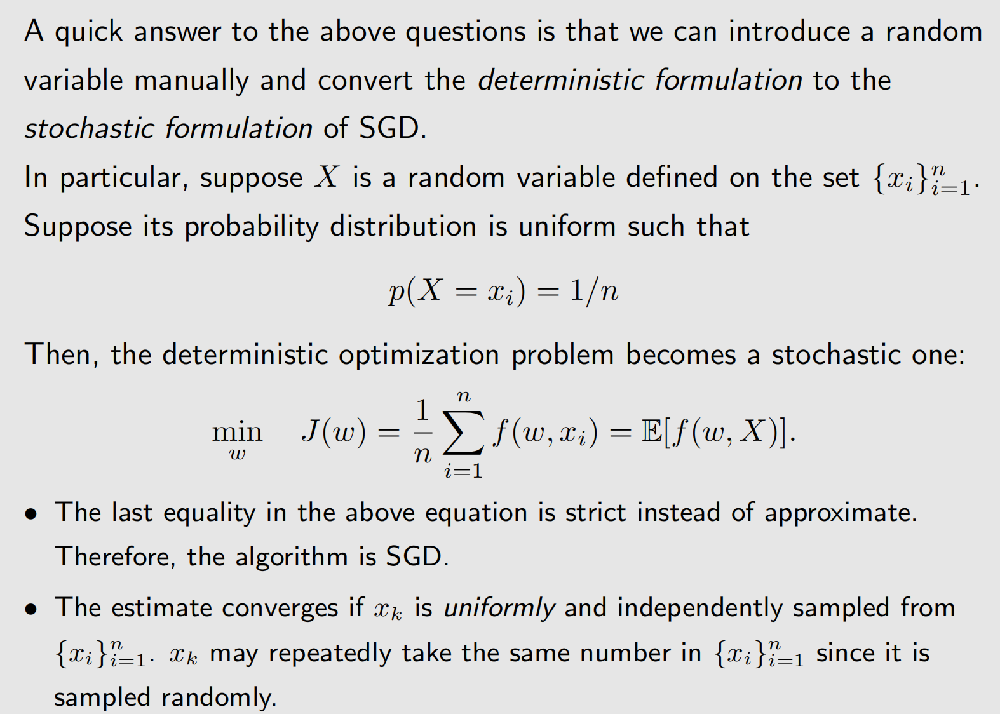 A quick answer to the above questions is that we can introduce a random
variable manually and convert the deterministic formulation to the
stochastic formulation of SGD.
In particular, suppose X is a random variable defined on the set {x_i}_{i=1}^n.
Suppose its probability distribution is uniform such that
p(X = x_i) = 1/n
Then, the deterministic optimization problem becomes a stochastic one:
min_w J(w) = \frac{1}{n} \sum_{i=1}^{n} f(w, x_i) = 𝔼[f(w, X)].
• The last equality in the above equation is strict instead of approximate.
Therefore, the algorithm is SGD.
• The estimate converges if x_k is uniformly and independently sampled from
{x_i}_{i=1}^n. x_k may repeatedly take the same number in {x_i}_{i=1}^n since it is
sampled randomly.